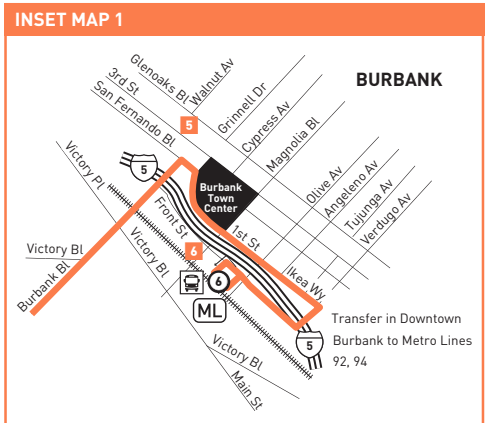 INSET MAP 1
BURBANK
Glenoaks Bl
Walnut Av
3rd St
Grinnell Dr
San Fernando Bl
Cypress Av
5
Magnolia Bl
Victory Pl
5
Burbank
Town
Center
Olive Av
Angeleno Av
Tujunga Av
Verdugo Av
Front St
1st St
Victory Bl
Victory Bl
6
Burbank Bl
6
Ikea Wy
ML
Transfer in Downtown
Burbank to Metro Lines
92, 94
5
Victory Bl
Main St